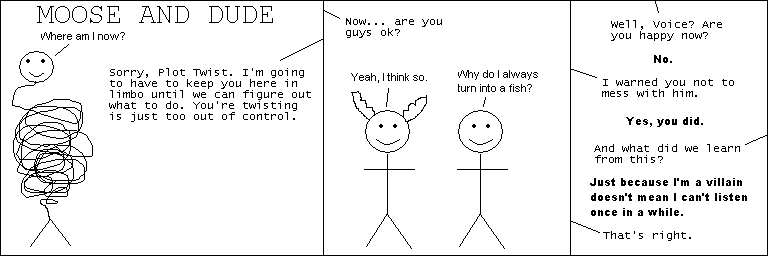 MOOSE AND DUDE
Where am I now?
Sorry, Plot Twist. I'm going
to have to keep you here in
limbo until we can figure out
what to do. You're twisting
is just too out of control.
Now... are you
guys ok?
Yeah, I think so.
Why do I always
turn into a fish?
Well, Voice? Are
you happy now?
No.
I warned you not to
mess with him.
Yes, you did.
And what did we learn
from this?
Just because I'm a villain
doesn't mean I can't listen
once in a while.
That's right.